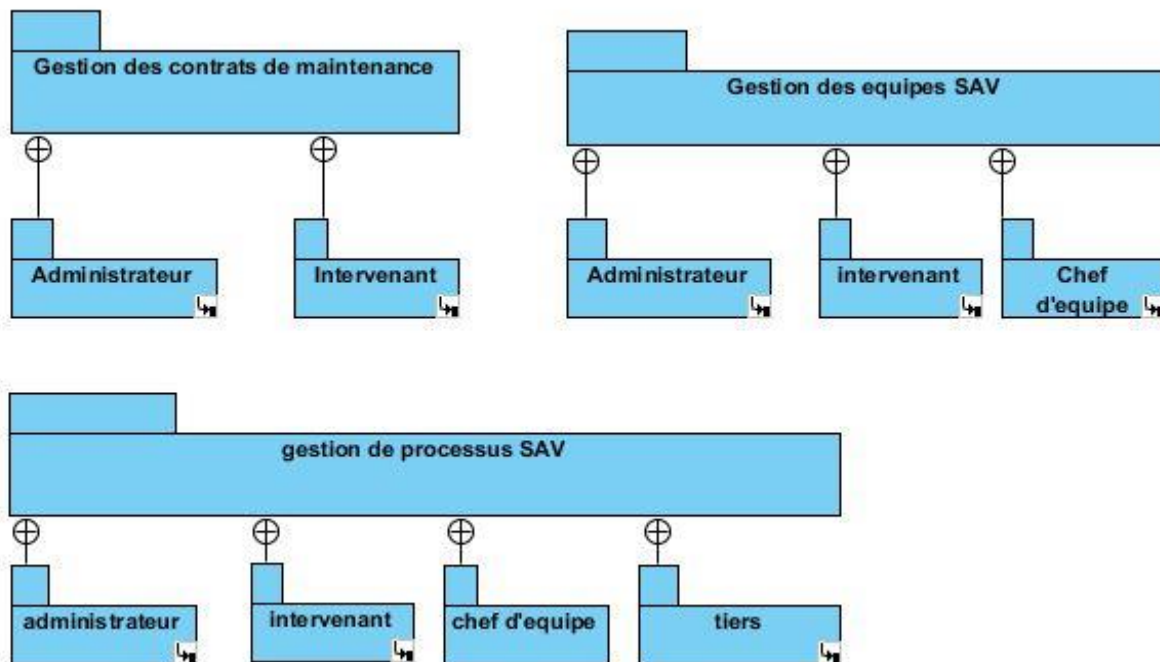 Gestion des contrats de maintenance
Administrateur
Intervenant
Gestion des equipes SAV
Administrateur
intervenant
Chef
d'equipe
gestion de processus SAV
administrateur
intervenant
chef d'equipe
tiers